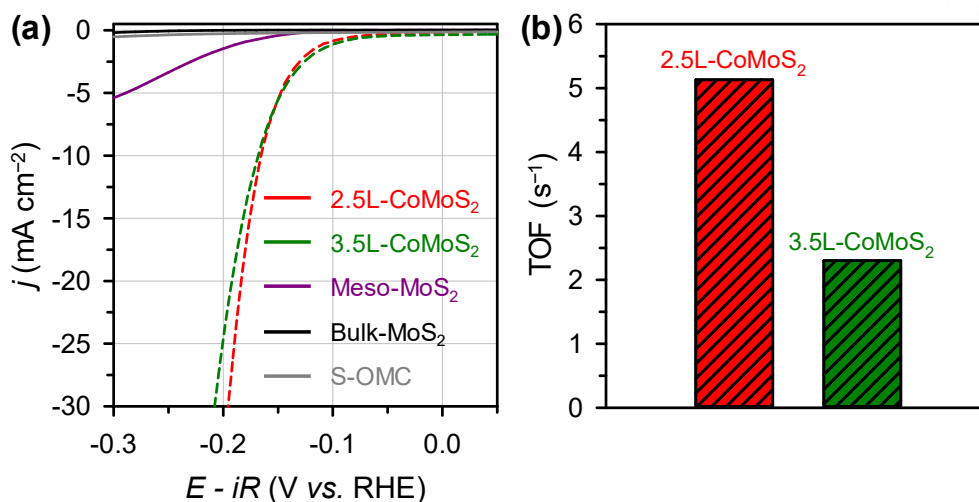 (a)
0
-5
-10
-15
-20
-25
-30
j (mA cm⁻²)
2.5L-CoMoS₂
3.5L-CoMoS₂
Meso-MoS₂
Bulk-MoS₂
S-OMC
-0.3
-0.2
-0.1
0.0
E - iR (V vs. RHE)
(b)
6
5
4
3
2
1
0
TOF (s⁻¹)
2.5L-CoMoS₂
3.5L-CoMoS₂